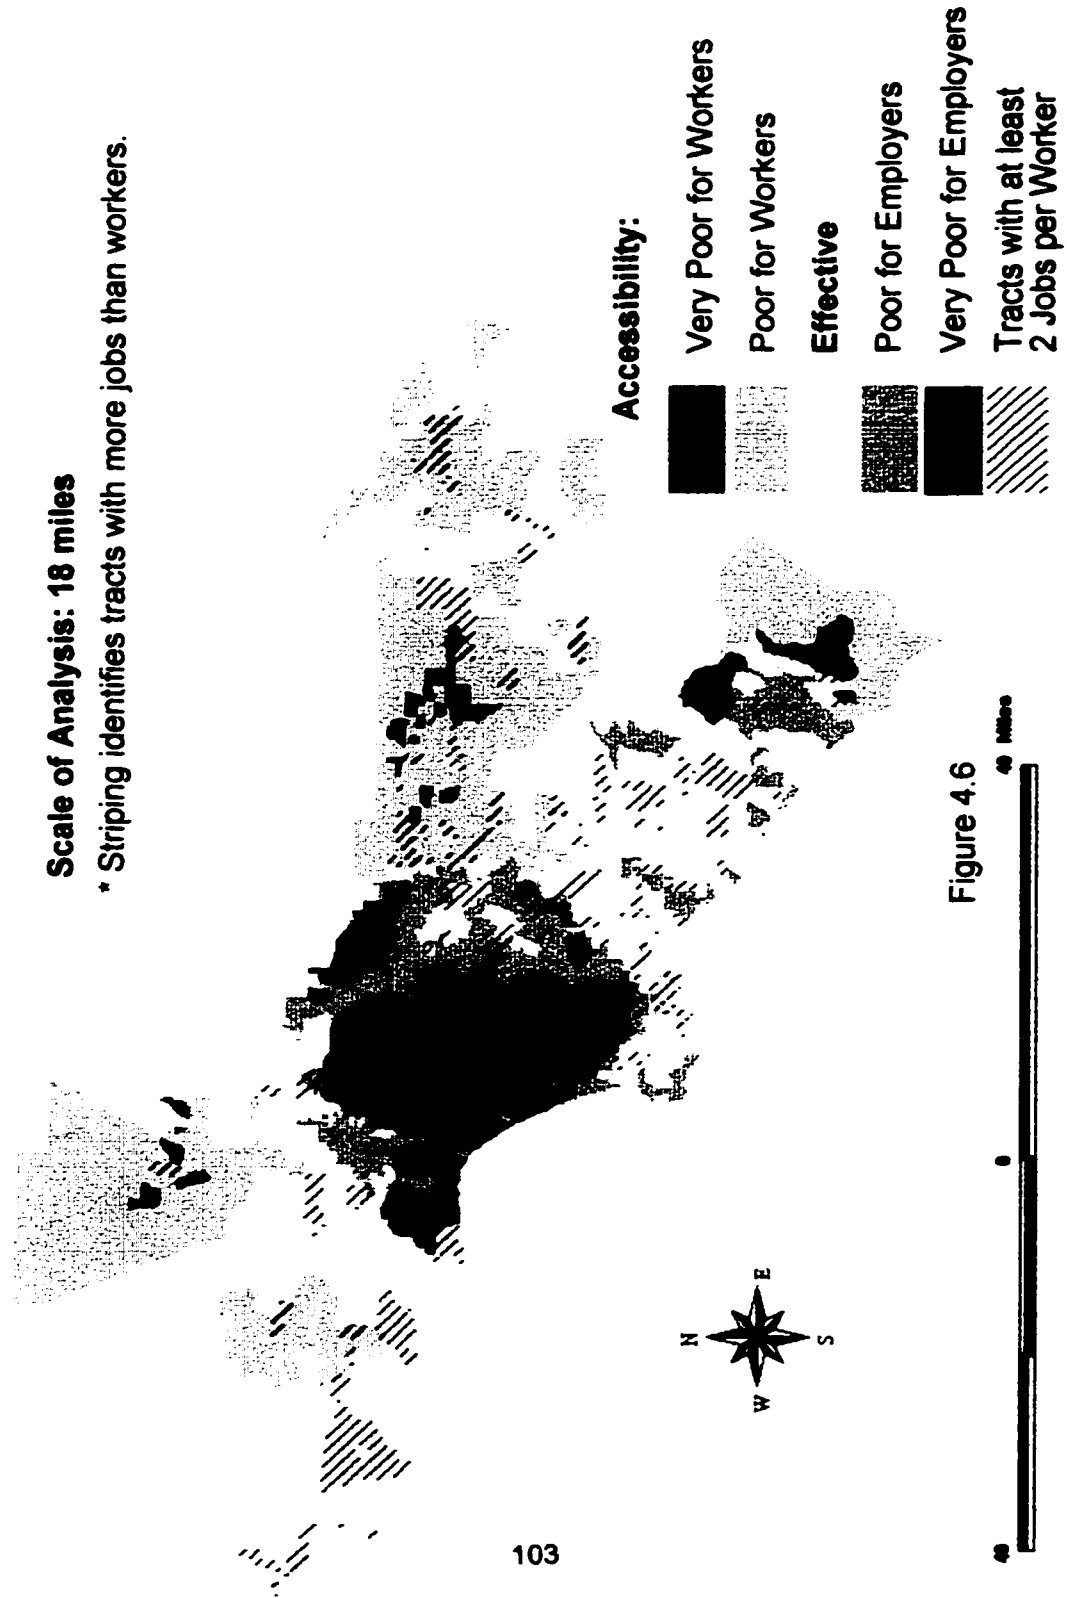 Scale of Analysis: 18 miles
* Striping identifies tracts with more jobs than workers.
Accessibility:
Very Poor for Workers
Poor for Workers
Effective
Poor for Employers
Very Poor for Employers
Tracts with at least
2 Jobs per Worker
N
W
E
S
Figure 4.6
40
0
40 Miles
103